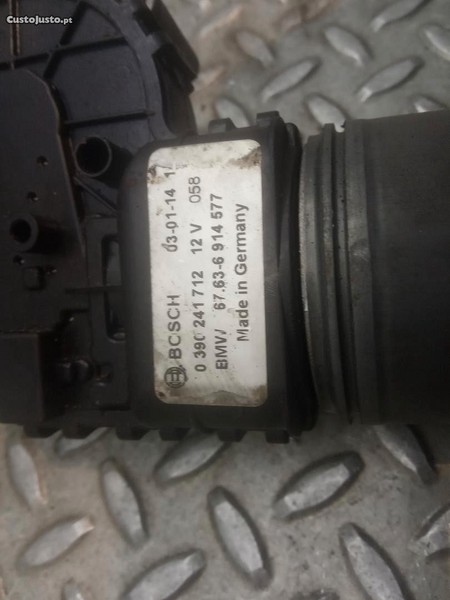 CustoJusto.pt
BOSCH 03-01-14
0 390 241 712 12 V 058
BMW 67.63-6 914 577
Made in Germany